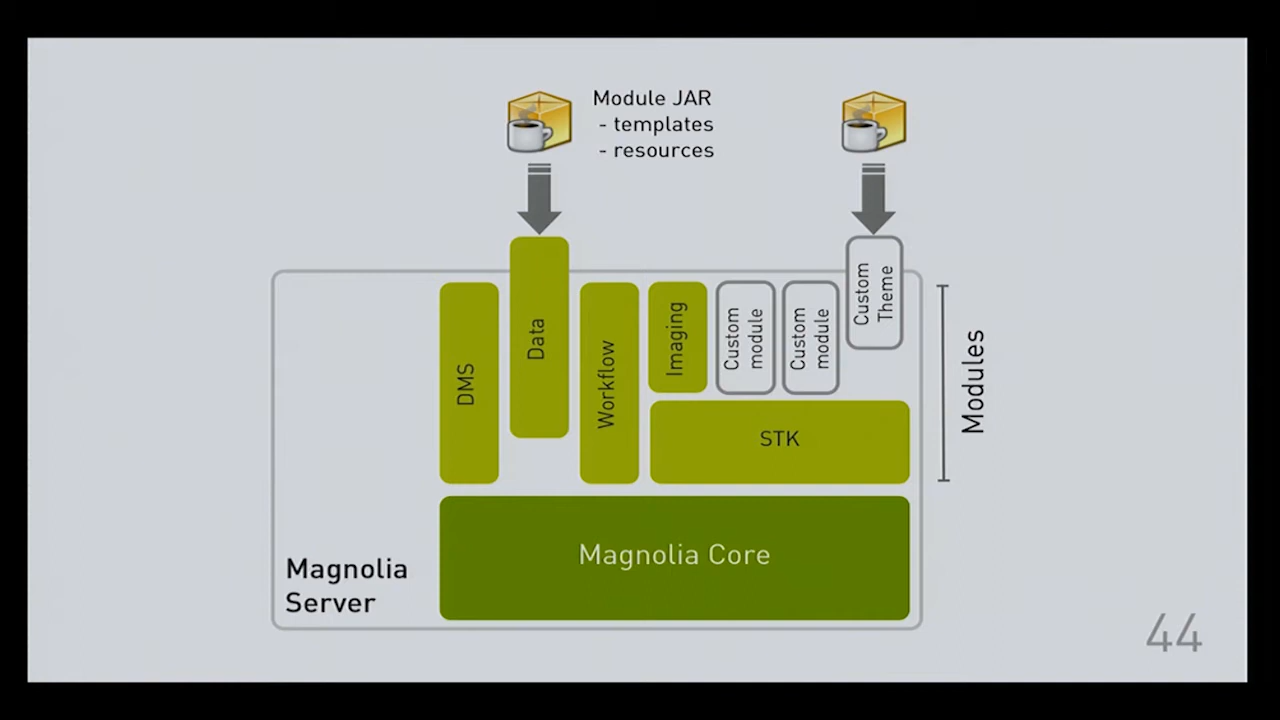 Module JAR
- templates
- resources
DMS
Data
Workflow
Imaging
Custom
module
Custom
module
Custom
Theme
STK
Modules
Magnolia Core
Magnolia
Server
44